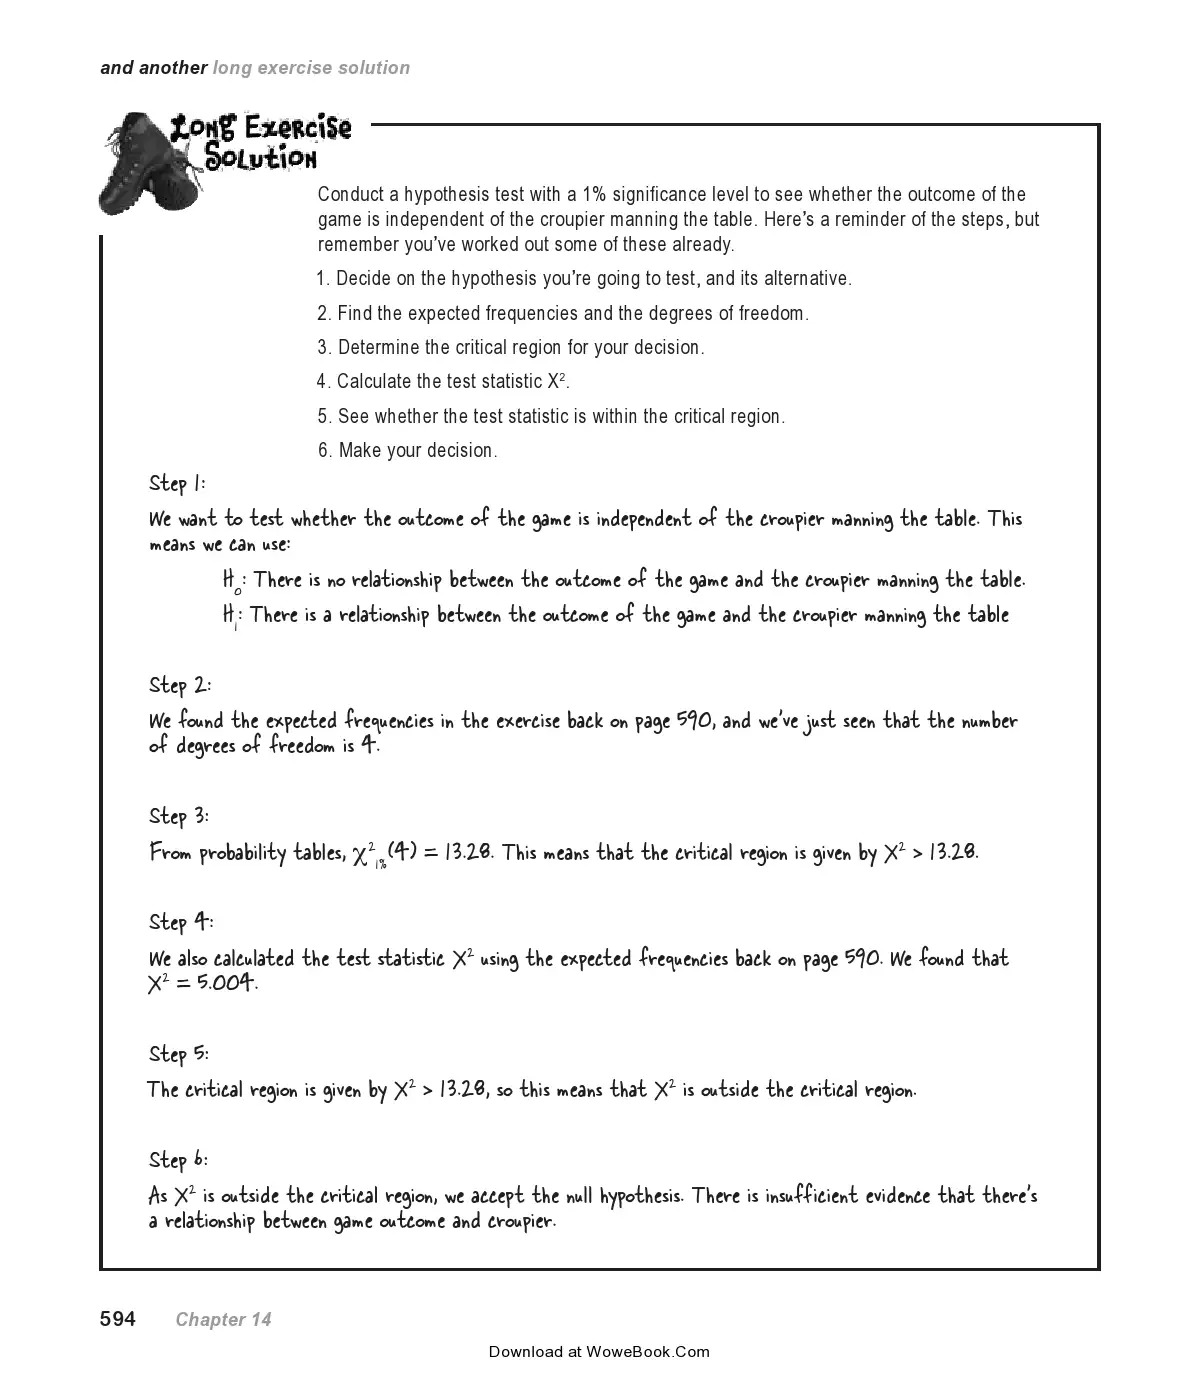 and another long exercise solution
Long Exercise
Solution
Conduct a hypothesis test with a 1% significance level to see whether the outcome of the
game is independent of the croupier manning the table. Here’s a reminder of the steps, but
remember you’ve worked out some of these already.
1. Decide on the hypothesis you’re going to test, and its alternative.
2. Find the expected frequencies and the degrees of freedom.
3. Determine the critical region for your decision.
4. Calculate the test statistic X².
5. See whether the test statistic is within the critical region.
6. Make your decision.
Step 1:
We want to test whether the outcome of the game is independent of the croupier manning the table. This
means we can use:
H₀: There is no relationship between the outcome of the game and the croupier manning the table.
H₁: There is a relationship between the outcome of the game and the croupier manning the table
Step 2:
We found the expected frequencies in the exercise back on page 590, and we've just seen that the number
of degrees of freedom is 4.
Step 3:
From probability tables, χ²₁%(4) = 13.28. This means that the critical region is given by X² > 13.28.
Step 4:
We also calculated the test statistic X² using the expected frequencies back on page 590. We found that
X² = 5.004.
Step 5:
The critical region is given by X² > 13.28, so this means that X² is outside the critical region.
Step 6:
As X² is outside the critical region, we accept the null hypothesis. There is insufficient evidence that there's
a relationship between game outcome and croupier.
594 Chapter 14
Download at WoweBook.Com